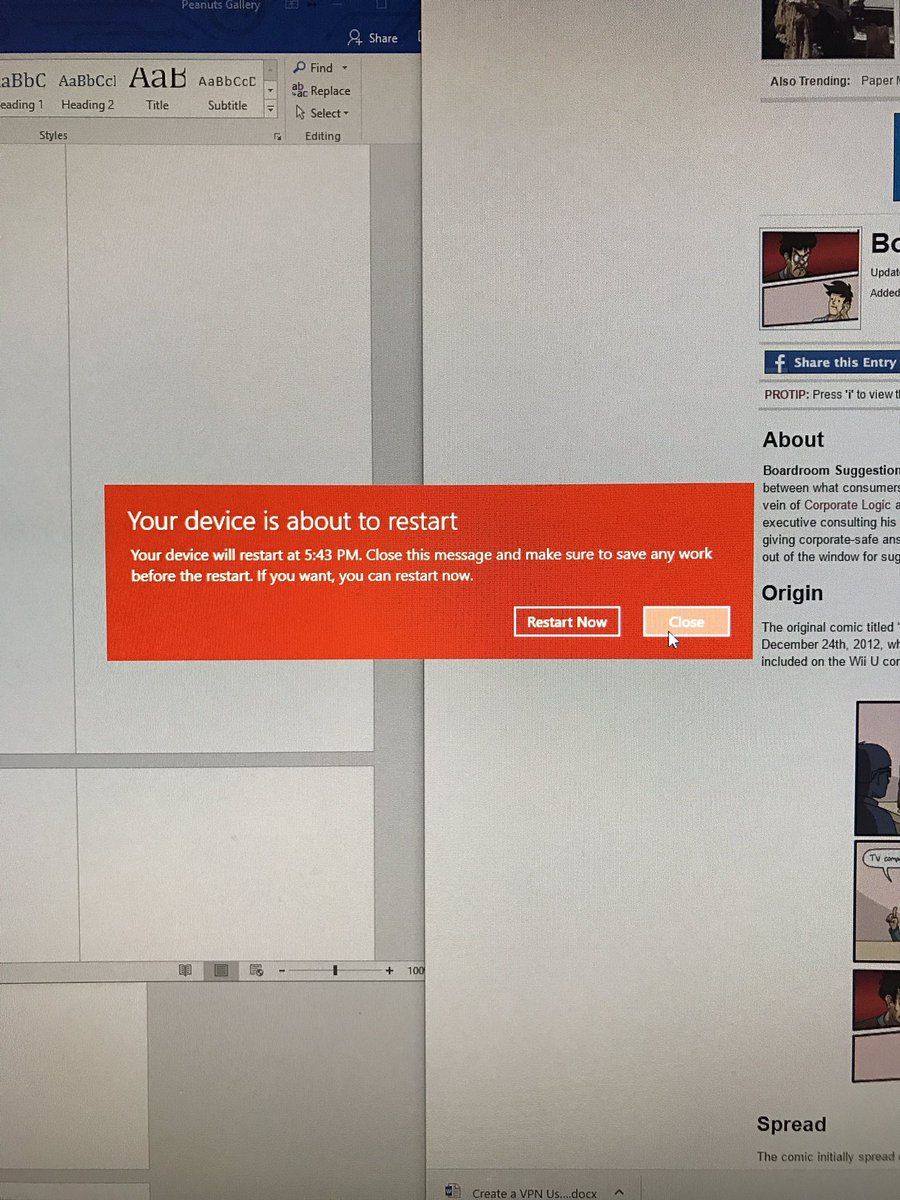 Peanuts Gallery
Share
AaBbC AaBbCcI AaB AaBbCcD
eading 1 Heading 2 Title Subtitle
Styles
Find
Replace
Select
Editing
Also Trending: Paper
Bo
Updat
Added
Share this Entry
PROTIP: Press 'i' to view t
About
Boardroom Suggestion
between what consumers
vein of Corporate Logic a
executive consulting his
giving corporate-safe ans
out of the window for sug
Your device is about to restart
Your device will restart at 5:43 PM. Close this message and make sure to save any work
before the restart. If you want, you can restart now.
Restart Now Close
Origin
The original comic titled "
December 24th, 2012, wh
included on the Wii U con
TV comp
100
Spread
The comic initially spread
Create a VPN Us....docx